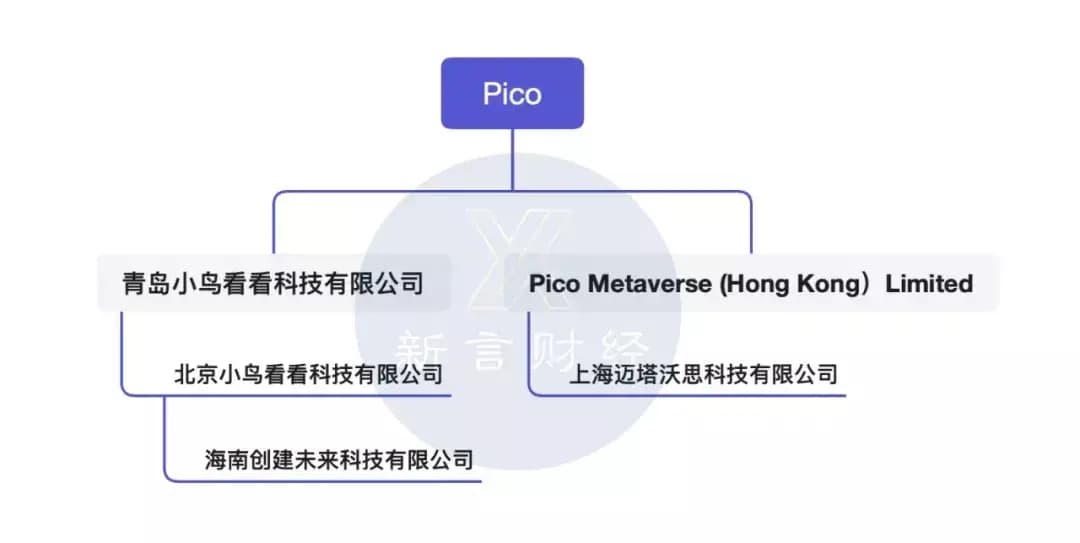 Pico
青岛小鸟看看科技有限公司
Pico Metaverse (Hong Kong）Limited
新言财经
北京小鸟看看科技有限公司
上海迈塔沃思科技有限公司
海南创建未来科技有限公司